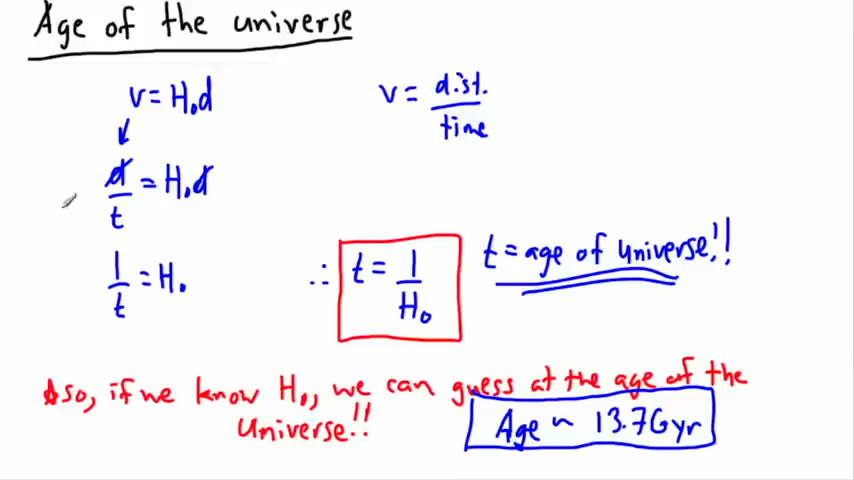 Age of the universe
v = H₀d
v = dist. / time
d/t = H₀d
1/t = H₀
∴ t = 1/H₀
t = age of universe!!
So, if we know H₀, we can guess at the age of the
Universe!!
Age ~ 13.7Gyr